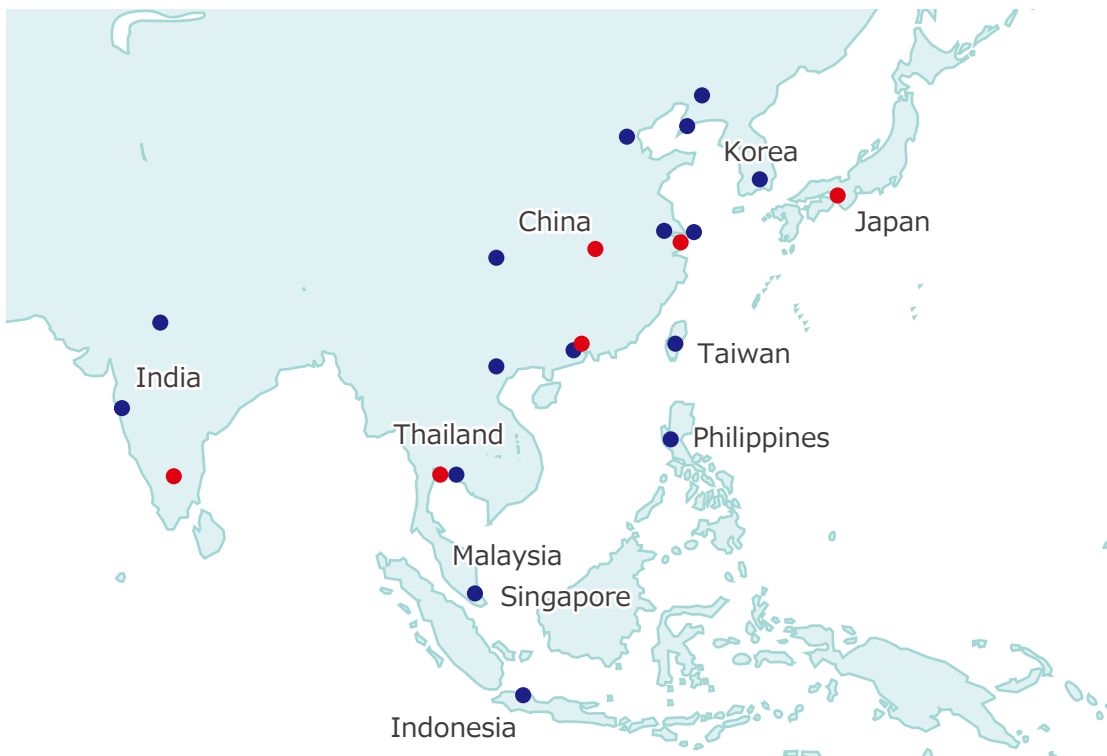 Korea
China
Japan
Taiwan
India
Thailand
Philippines
Malaysia
Singapore
Indonesia